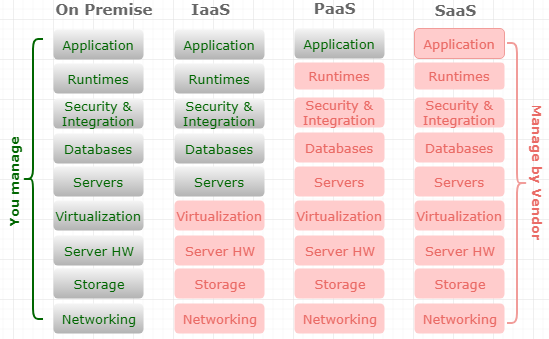 On Premise IaaS PaaS SaaS
Application Application Application Application
Runtimes Runtimes Runtimes Runtimes
Security & Security & Security & Security &
Integration Integration Integration Integration
Databases Databases Databases Databases
Servers Servers Servers Servers
Virtualization Virtualization Virtualization Virtualization
Server HW Server HW Server HW Server HW
Storage Storage Storage Storage
Networking Networking Networking Networking
You manage
Manage by Vendor